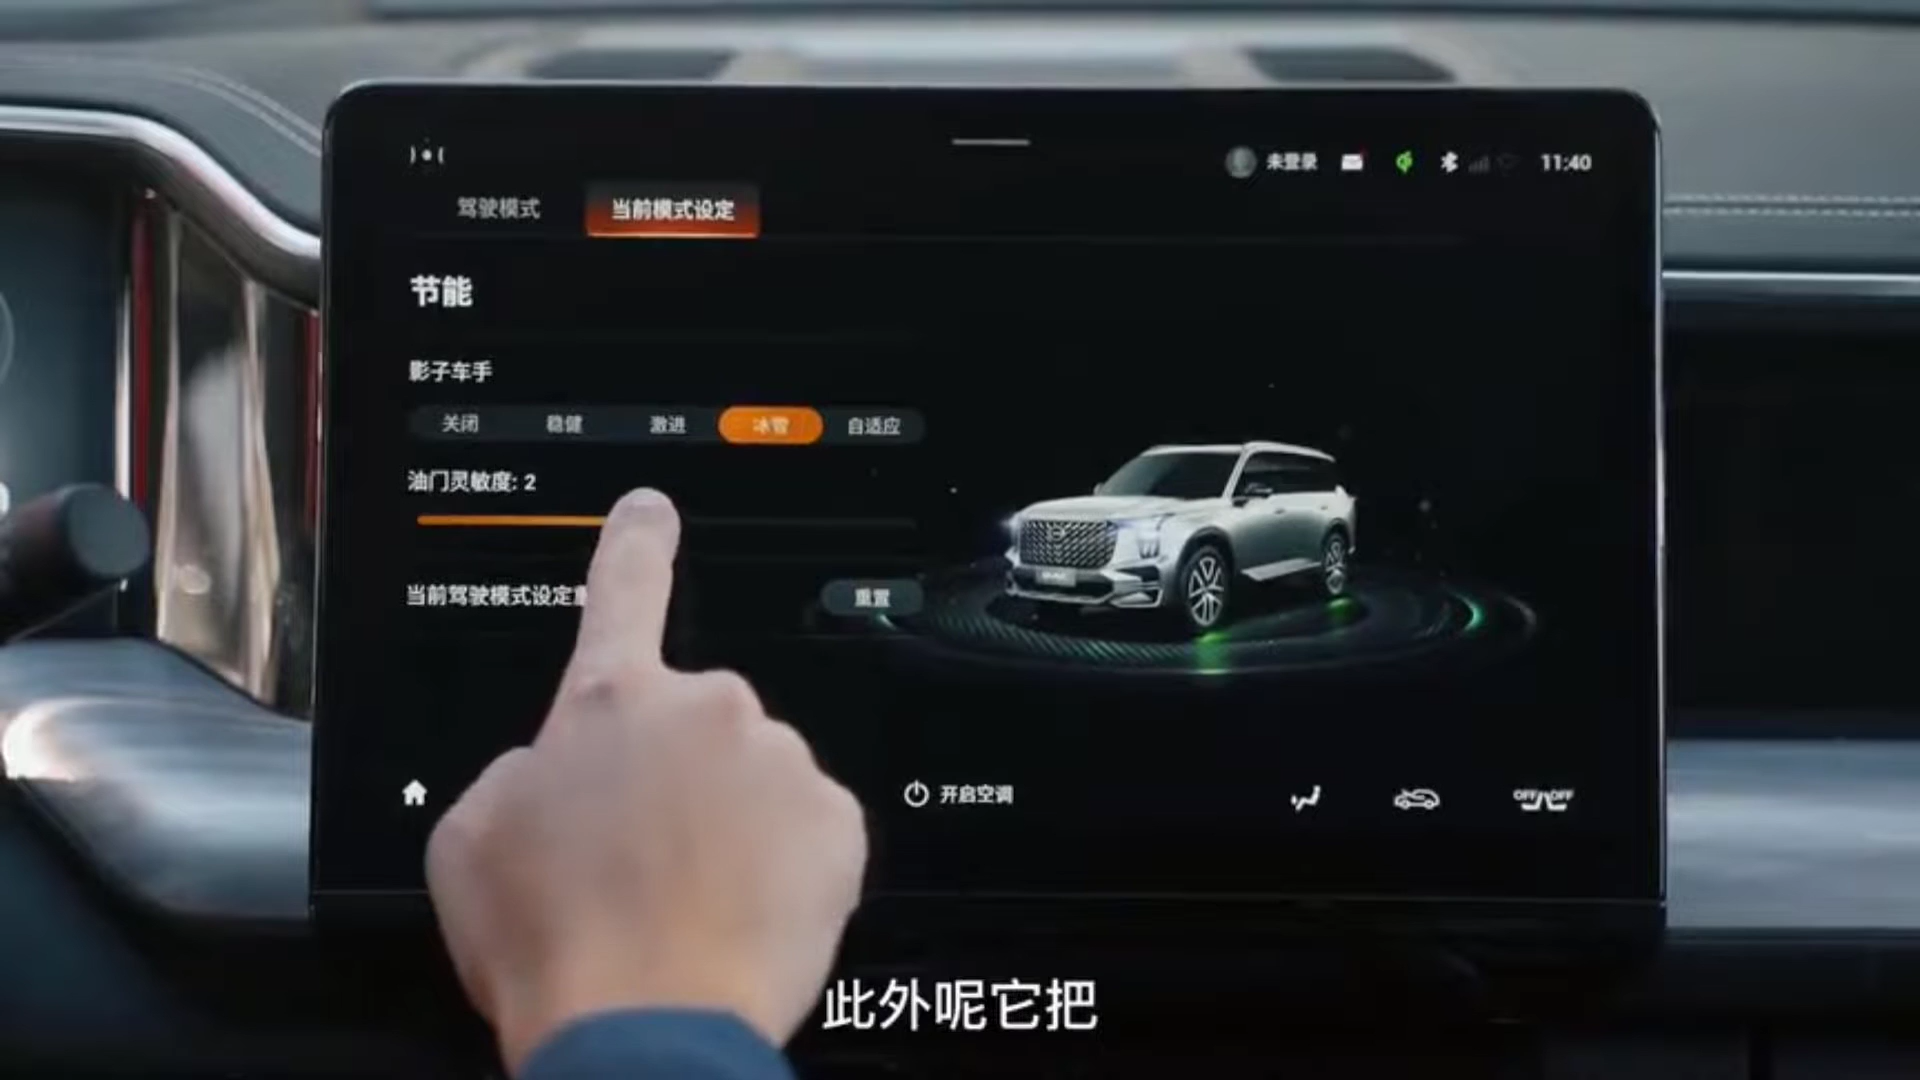 未登录 11:40
驾驶模式 当前模式设定
节能
影子车手
关闭 稳健 激进 冰雪 自适应
油门灵敏度: 2
当前驾驶模式设定重 重置
开启空调 OFF OFF
此外呢它把